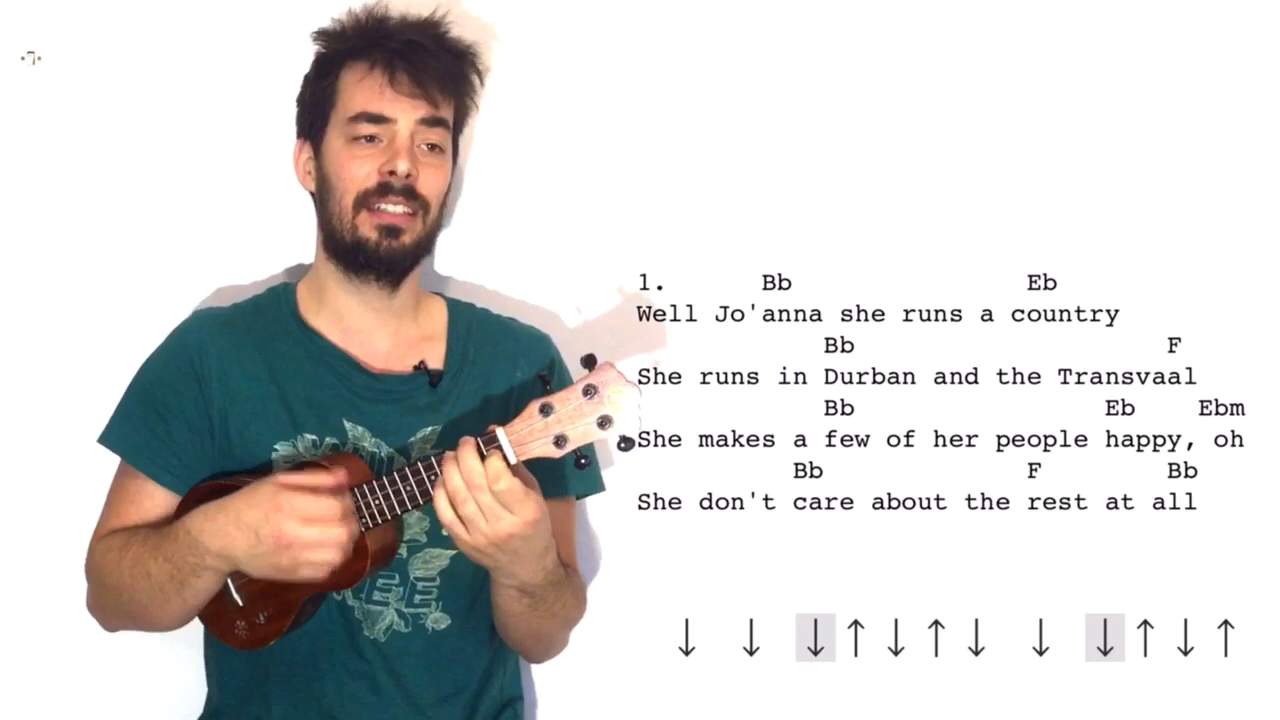 1. Bb Eb
Well Jo'anna she runs a country
Bb F
She runs in Durban and the Transvaal
Bb Eb Ebm
She makes a few of her people happy, oh
Bb F Bb
She don't care about the rest at all
↓ ↓ ↓ ↑ ↓ ↑ ↓ ↓ ↓ ↑ ↓ ↑